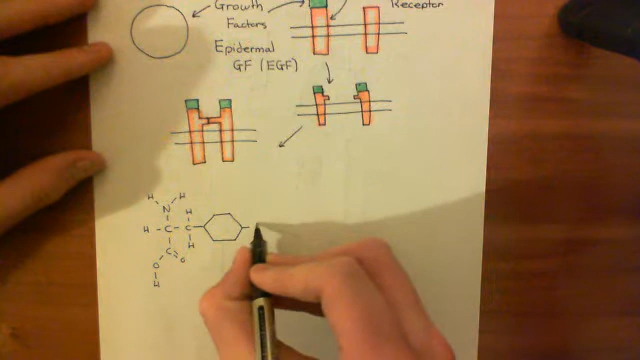 Growth
Factors
Epidermal
GF (EGF)
Receptor
H H
N
H
H - C - C
H
C
O O
H